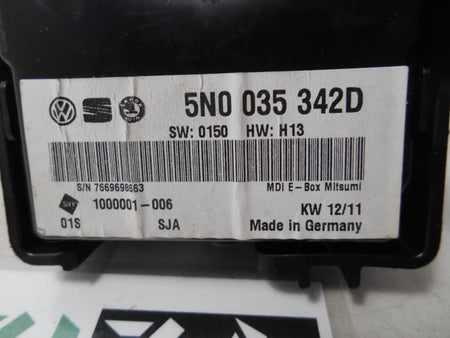 5N0 035 342D
SW: 0150 HW: H13
S/N 7669696663
MDI E-Box Mitsumi
1000001-006
KW 12/11
01S SJA Made in Germany